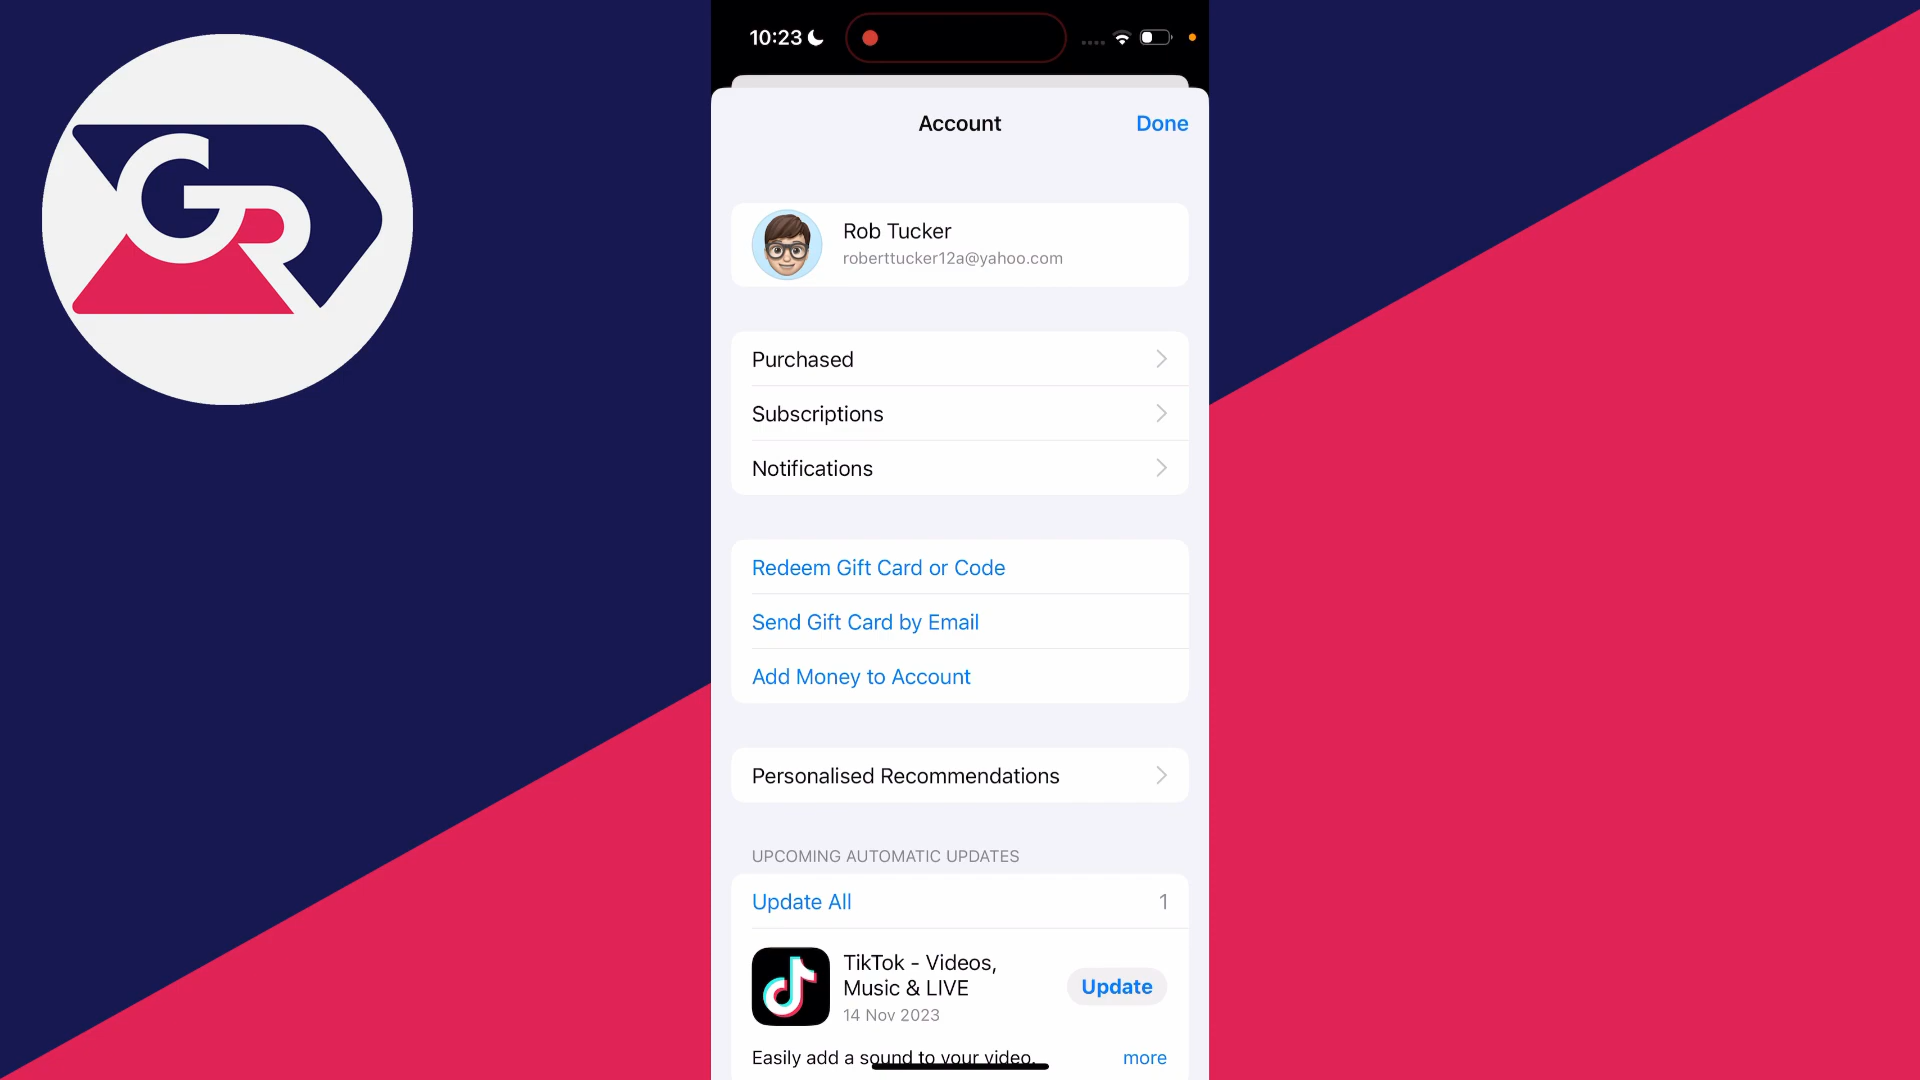 GR
10:23
Account
Done
Rob Tucker
roberttucker12a@yahoo.com
Purchased
Subscriptions
Notifications
Redeem Gift Card or Code
Send Gift Card by Email
Add Money to Account
Personalised Recommendations
UPCOMING AUTOMATIC UPDATES
Update All 1
TikTok - Videos,
Music & LIVE
Update
14 Nov 2023
Easily add a sound to your video. more